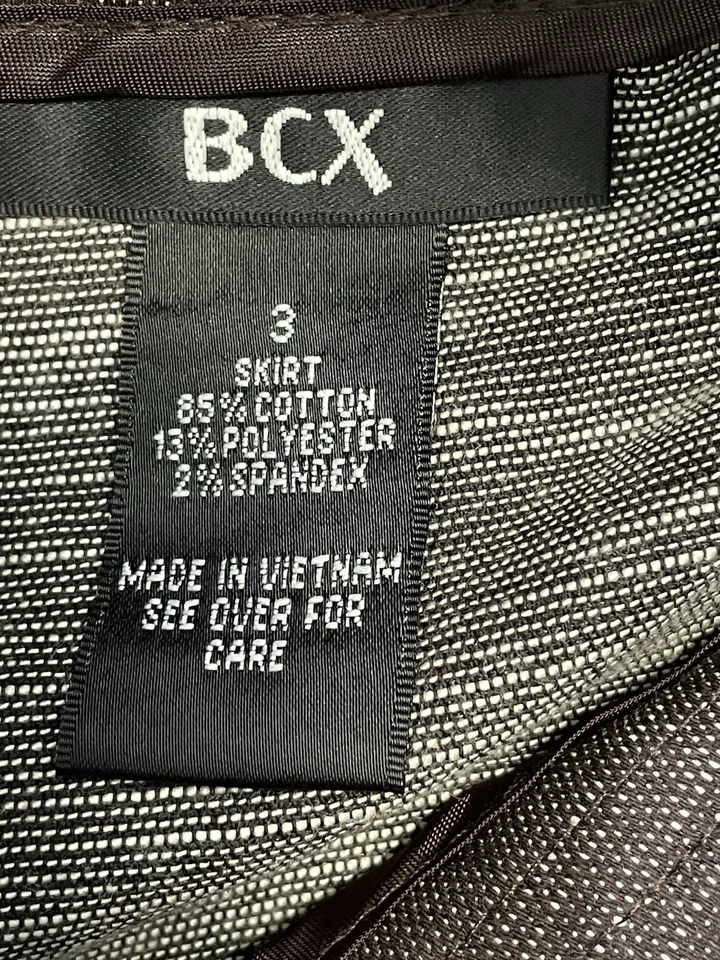 BCX
3
SKIRT
85% COTTON
13% POLYESTER
2% SPANDEX
MADE IN VIETNAM
SEE OVER FOR
CARE